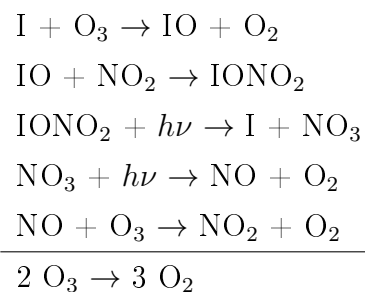 I + O₃ → IO + O₂
IO + NO₂ → IONO₂
IONO₂ + hν → I + NO₃
NO₃ + hν → NO + O₂
NO + O₃ → NO₂ + O₂
2 O₃ → 3 O₂